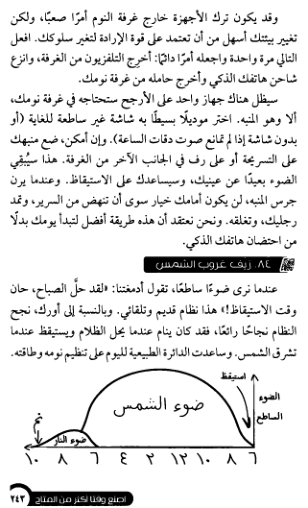 وقد يكون ترك الأجهزة خارج غرفة النوم أمرًا صعبًا، ولكن
تغيير بيئتك أسهل من أن تعتمد على قوة الإرادة لتغير سلوكك. افعل
التالي مرة واحدة واجعله أمرًا دائمًا: أخرِج التلفزيون من الغرفة، وانزع
شاحن هاتفك الذكي وأخرج حامله من غرفة نومك.
سيظل هناك جهاز واحد على الأرجح ستحتاجه في غرفة نومك،
ألا وهو المنبه. اختر موديلًا بسيطًا به شاشة غير ساطعة للغاية (أو
بدون شاشة إذا لم تمانع صوت دقات الساعة). وإن أمكن، ضع منبهك
على التسريحة أو على رف في الجانب الآخر من الغرفة. هذا سيُبقِي
الضوء بعيدًا عن عينيك، وسيساعدك على الاستيقاظ. وعندما يرن
جرس المنبه، لن يكون أمامك خيار سوى أن تنهض من السرير، وتمد
رجليك، وتغلقه. ونحن نعتقد أن هذه طريقة أفضل لتبدأ يومك بدلًا
من احتضان هاتفك الذكي.
٨٤. زيف غروب الشمس
عندما نرى ضوءًا ساطعًا، تقول أدمغتنا: «لقد حلَّ الصباح، حان
وقت الاستيقاظ!» هذا نظام قديم وتلقائي. وبالنسبة إلى أورك، نجح
النظام نجاحًا رائعًا، فقد كان ينام عندما يحل الظلام ويستيقظ عندما
تشرق الشمس. وساعدت الدائرة الطبيعية لليوم على تنظيم نومه وطاقته.
استيقظ
الضوء
الساطع
ضوء الشمس
نم
ضوء النار
٦ ٨ ١٠ ١٢ ٢ ٤ ٦ ٨ ١٠
اصنع وقتًا أكثر من المتاح
٢٤٣